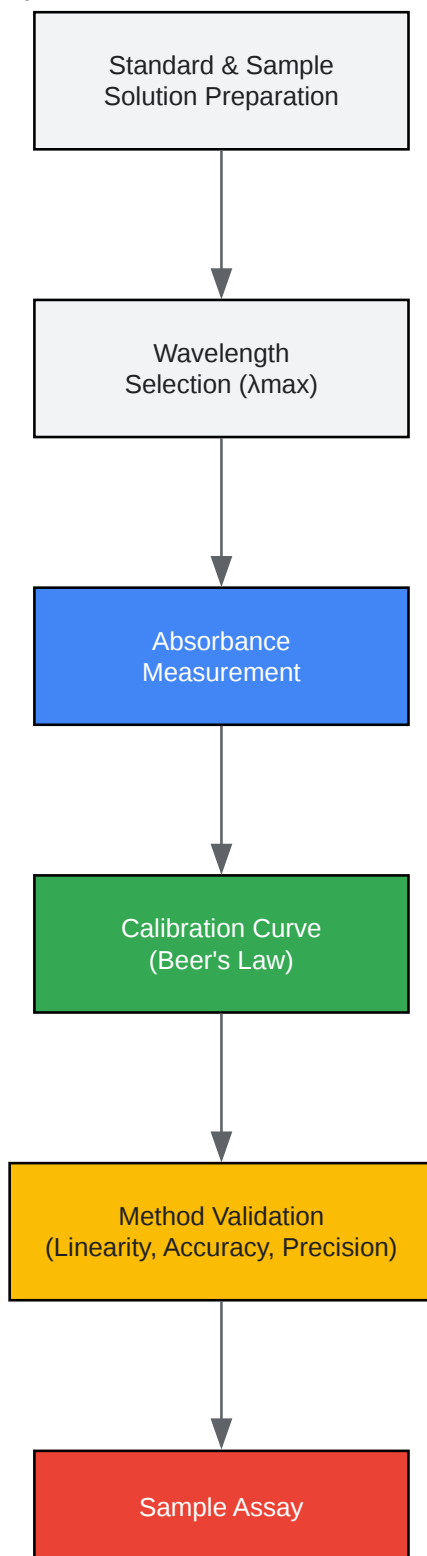 Standard & Sample
Solution Preparation
Wavelength
Selection (λmax)
Absorbance
Measurement
Calibration Curve
(Beer's Law)
Method Validation
(Linearity, Accuracy, Precision)
Sample Assay